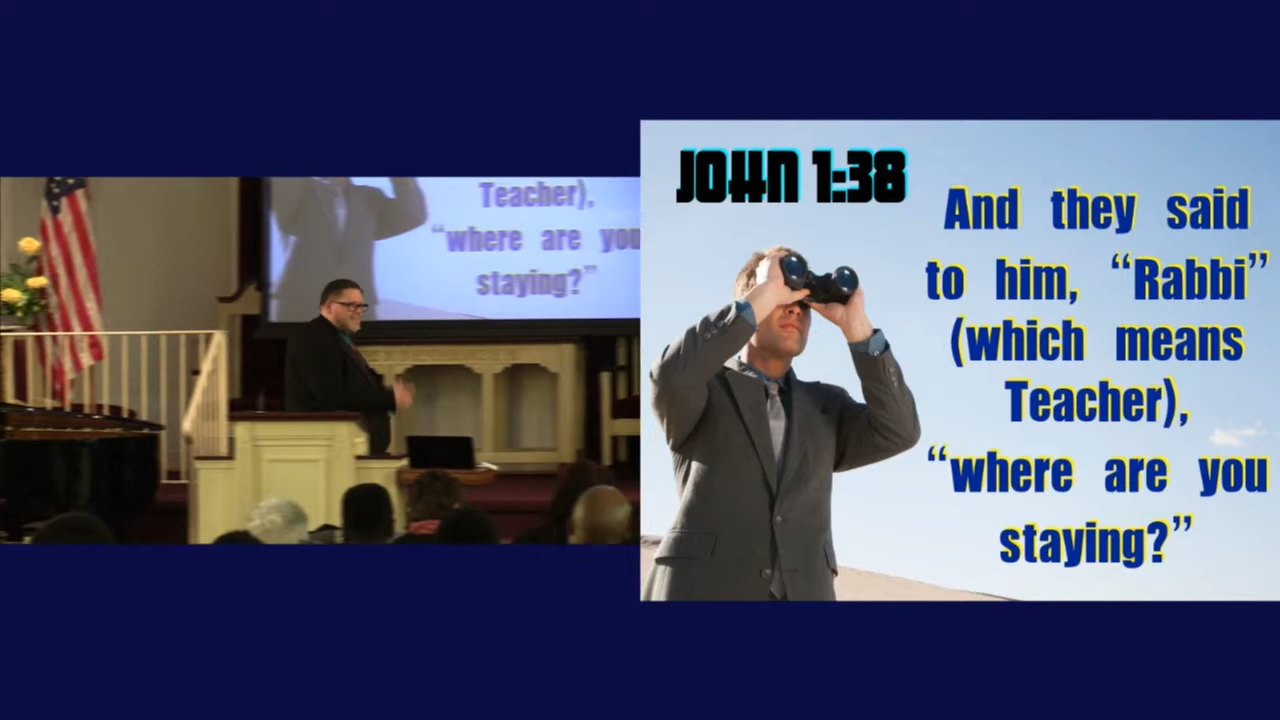 Teacher),
“where are you
staying?”
JOHN 1:38
And they said
to him, “Rabbi”
(which means
Teacher),
“where are you
staying?”